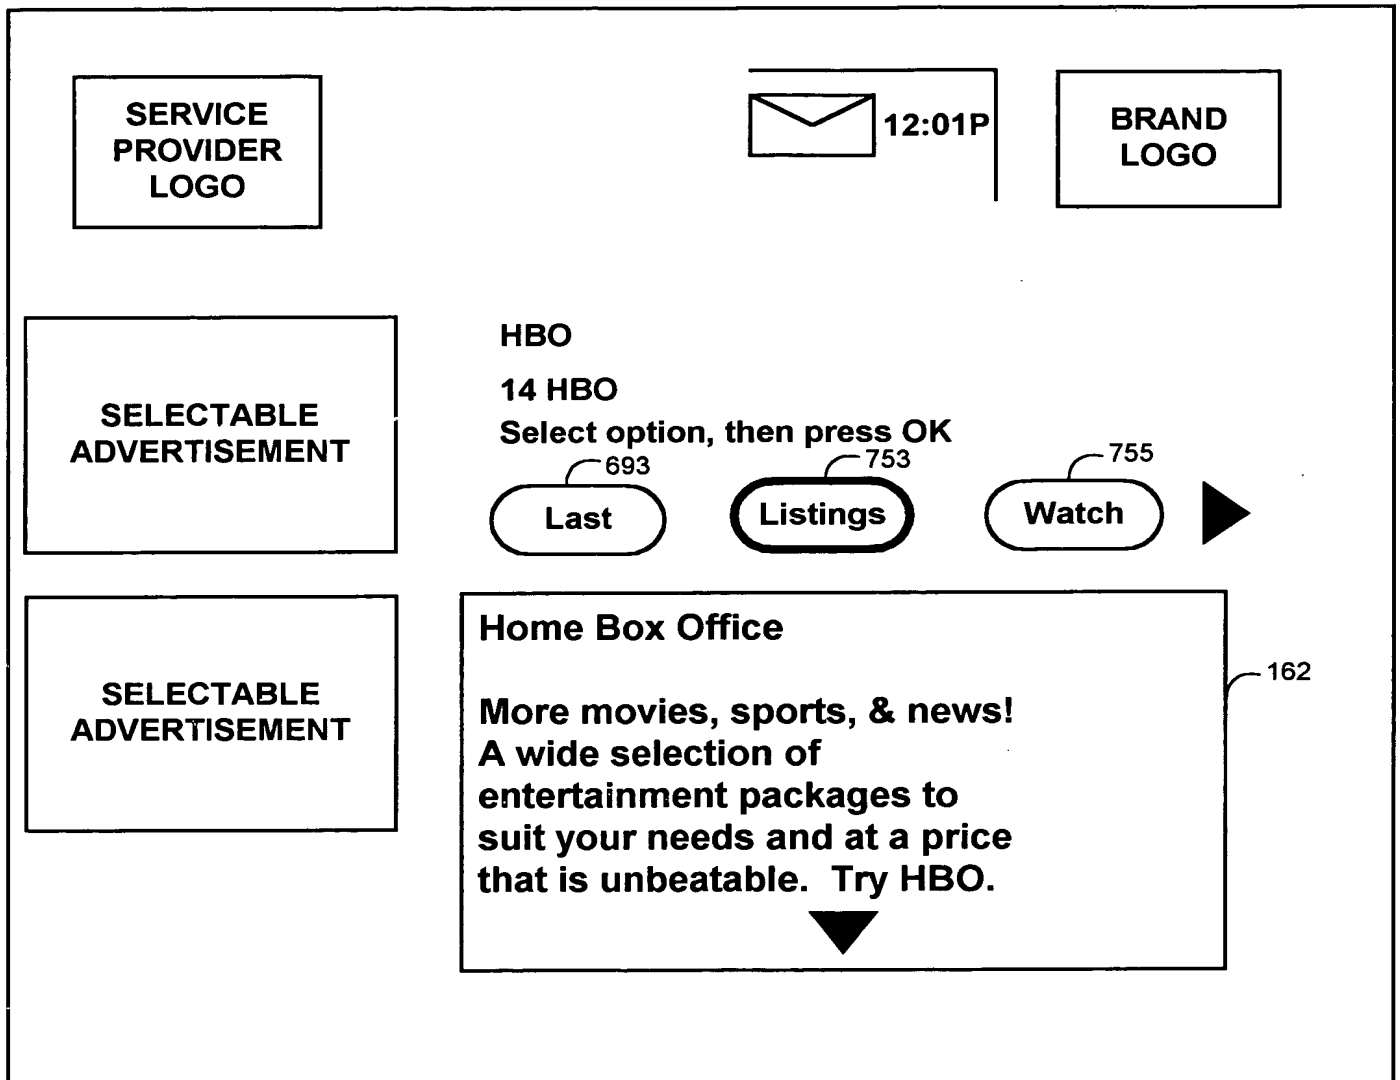 SERVICE
PROVIDER
LOGO
12:01P
BRAND
LOGO
SELECTABLE
ADVERTISEMENT
HBO
14 HBO
Select option, then press OK
693
753
755
Last
Listings
Watch
SELECTABLE
ADVERTISEMENT
Home Box Office
162
More movies, sports, & news!
A wide selection of
entertainment packages to
suit your needs and at a price
that is unbeatable. Try HBO.